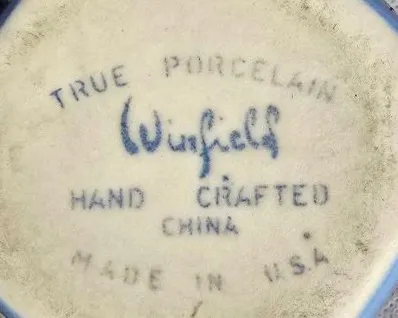 TRUE PORCELAIN
Winfield
HAND CRAFTED
CHINA
MADE IN U.S.A